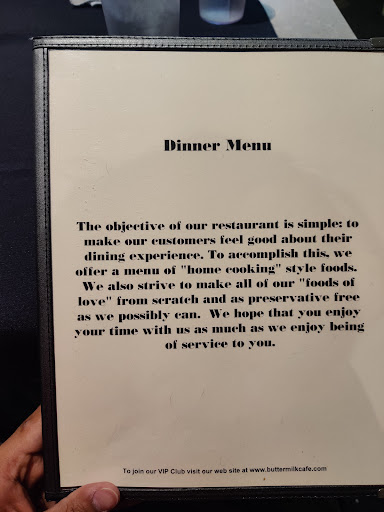 Dinner Menu
The objective of our restaurant is simple; to
make our customers feel good about their
dining experience. To accomplish this, we
offer a menu of "home cooking" style foods.
We also strive to make all of our "foods of
love" from scratch and as preservative free
as we possibly can. We hope that you enjoy
your time with us as much as we enjoy being
of service to you.
To join our VIP Club visit our web site at www.buttermilkcafe.com